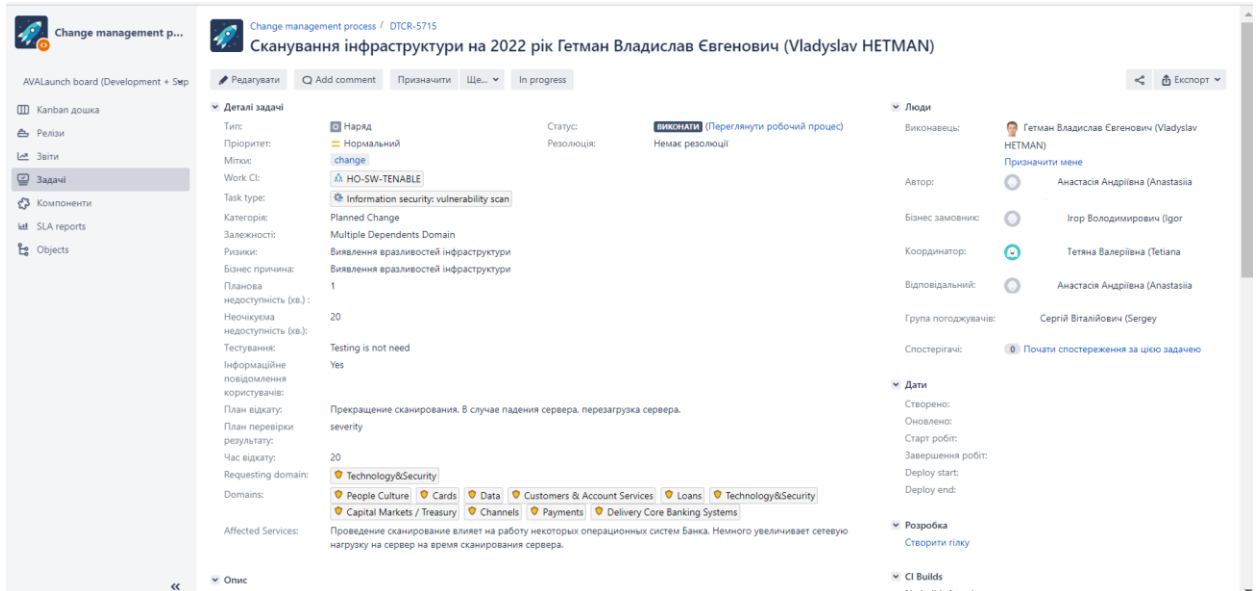 Change management p...
Change management process / DTCR-5715
Сканування інфраструктури на 2022 рік Гетман Владислав Євгенович (Vladyslav HETMAN)
AVALaunch board (Development + Sup
Kanban дошка
Релізи
Звіти
Задачі
Компоненти
SLA reports
Objects
Редагувати Add comment Призначити Ще... In progress Експорт
Деталі задачі
Тип: Наряд Статус: ВИКОНАТИ (Переглянути робочий процес)
Пріоритет: Нормальний Резолюція: Немає резолюції
Мітки: change
Work CI: HO-SW-TENABLE
Task type: Information security: vulnerability scan
Категорія: Planned Change
Залежності: Multiple Dependents Domain
Ризики: Виявлення вразливостей інфраструктури
Бізнес причина: Виявлення вразливостей інфраструктури
Планова 1
недоступність (хв.) :
Неочікуєма 20
недоступність (хв.):
Тестування: Testing is not need
Інформаційне Yes
повідомлення
користувачів:
План відкату: Прекращение сканирования. В случае падения сервера, перезагрузка сервера.
План перевірки severity
результату:
Час відкату: 20
Requesting domain: Technology&Security
Domains: People Culture Cards Data Customers & Account Services Loans Technology&Security
Capital Markets / Treasury Channels Payments Delivery Core Banking Systems
Affected Services: Проведение сканирование влияет на работу некоторых операционных систем Банка. Немного увеличивает сетевую
нагрузку на сервер на время сканирования сервера.
Опис
Люди
Виконавець: Гетман Владислав Євгенович (Vladyslav
HETMAN)
Призначити мене
Автор: Анастасія Андріївна (Anastasiia
Бізнес замовник: Ігор Володимирович (Igor
Координатор: Тетяна Валеріївна (Tetiana
Відповідальний: Анастасія Андріївна (Anastasiia
Група погоджувачів: Сергій Віталійович (Sergey
Спостерігачі: 0 Почати спостереження за цією задачею
Дати
Створено:
Оновлено:
Старт робіт:
Завершення робіт:
Deploy start:
Deploy end:
Розробка
Створити гілку
CI Builds